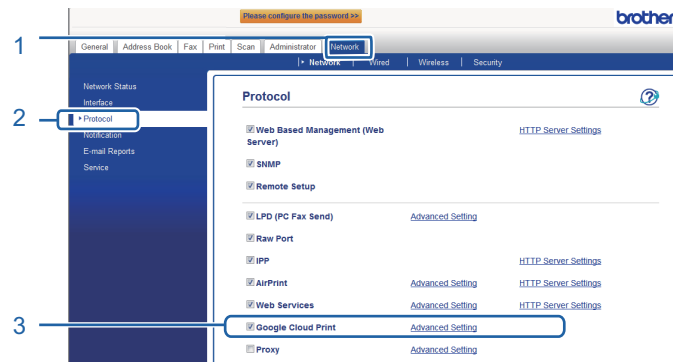 Please configure the password >>
brother
1
General Address Book Fax Print Scan Administrator Network
Network Wired Wireless Security
Network Status
Interface
2
Protocol
Notification
E-mail Reports
Service
Protocol
Web Based Management (Web Server) HTTP Server Settings
SNMP
Remote Setup
LPD (PC Fax Send) Advanced Setting
Raw Port
IPP HTTP Server Settings
AirPrint Advanced Setting HTTP Server Settings
Web Services Advanced Setting HTTP Server Settings
3
Google Cloud Print Advanced Setting
Proxy Advanced Setting